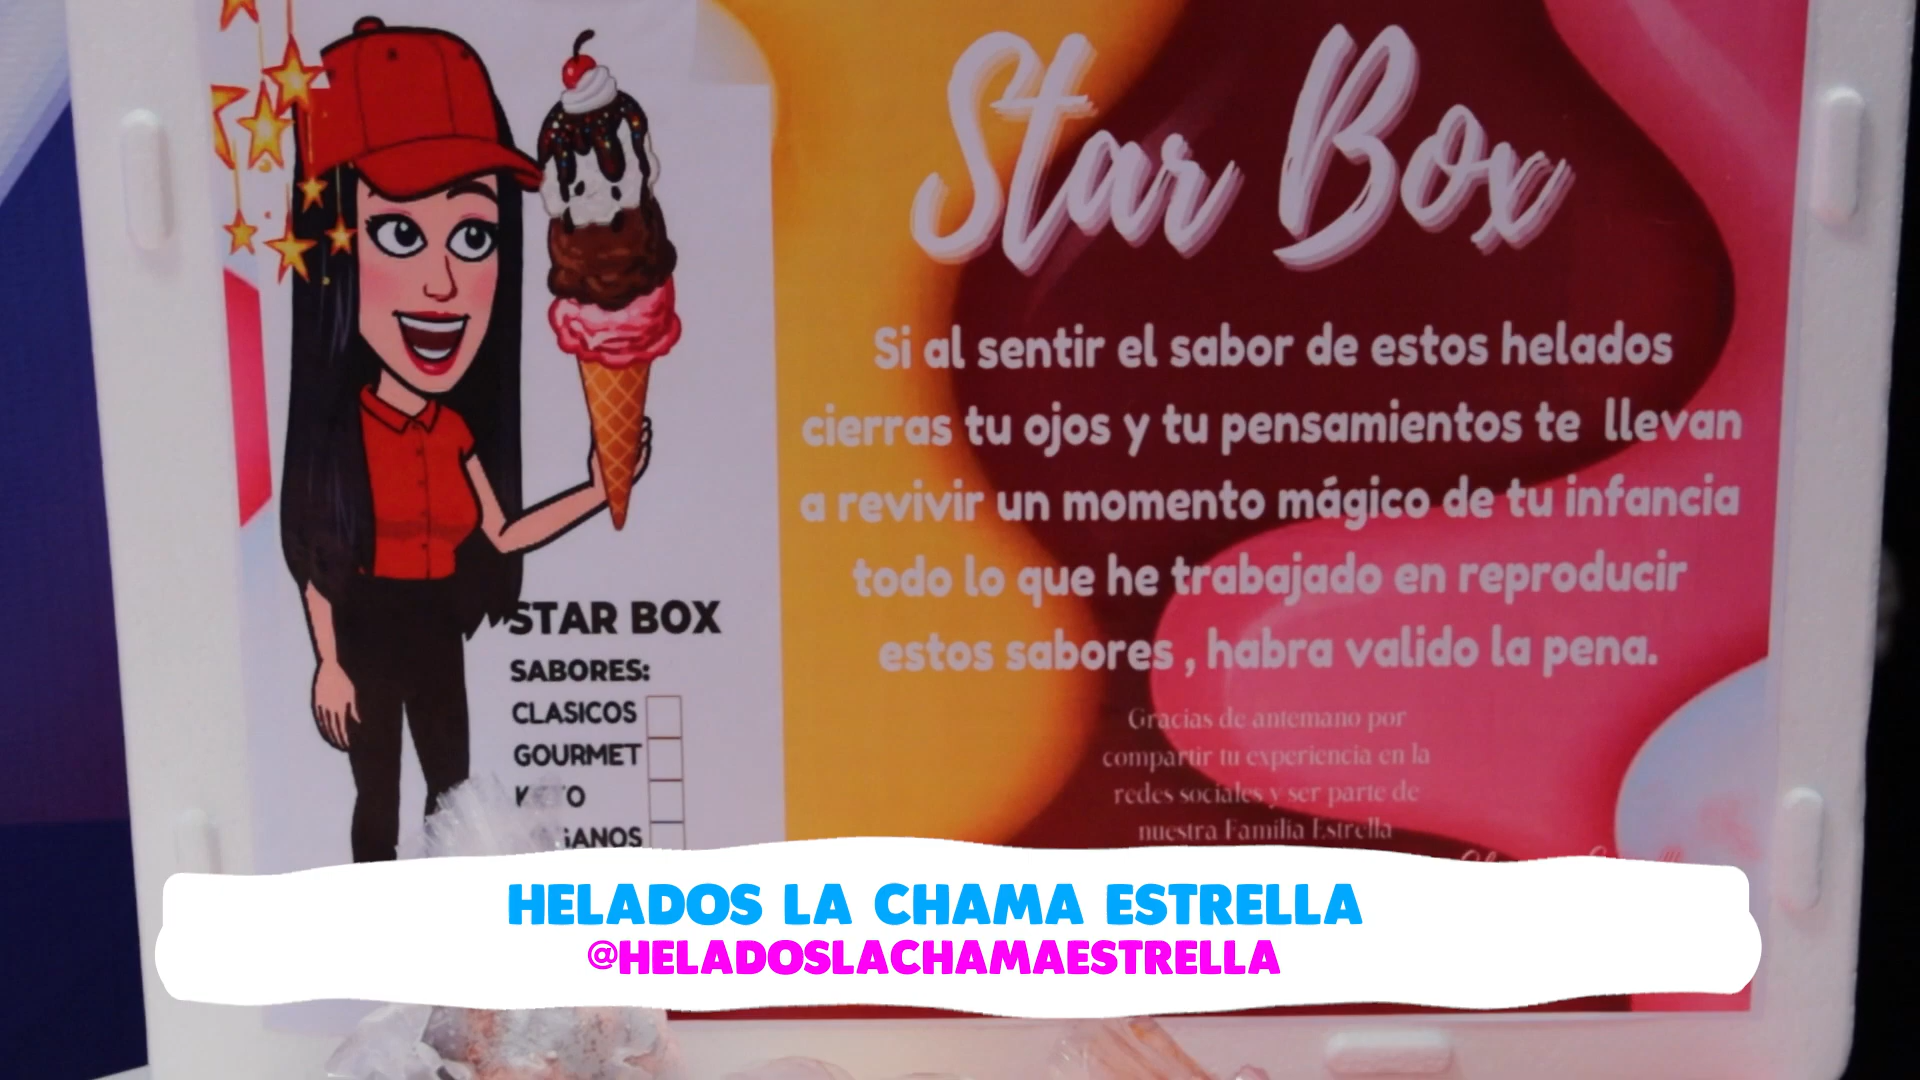 Star Box
Si al sentir el sabor de estos helados
cierras tu ojos y tu pensamientos te llevan
a revivir un momento mágico de tu infancia
todo lo que he trabajado en reproducir
estos sabores , habra valido la pena.
Gracias de antemano por
compartir tu experiencia en la
redes sociales y ser parte de
nuestra Familia Estrella
STAR BOX
SABORES:
CLASICOS
GOURMET
HELADOS LA CHAMA ESTRELLA
@HELADOSLACHAMAESTRELLA